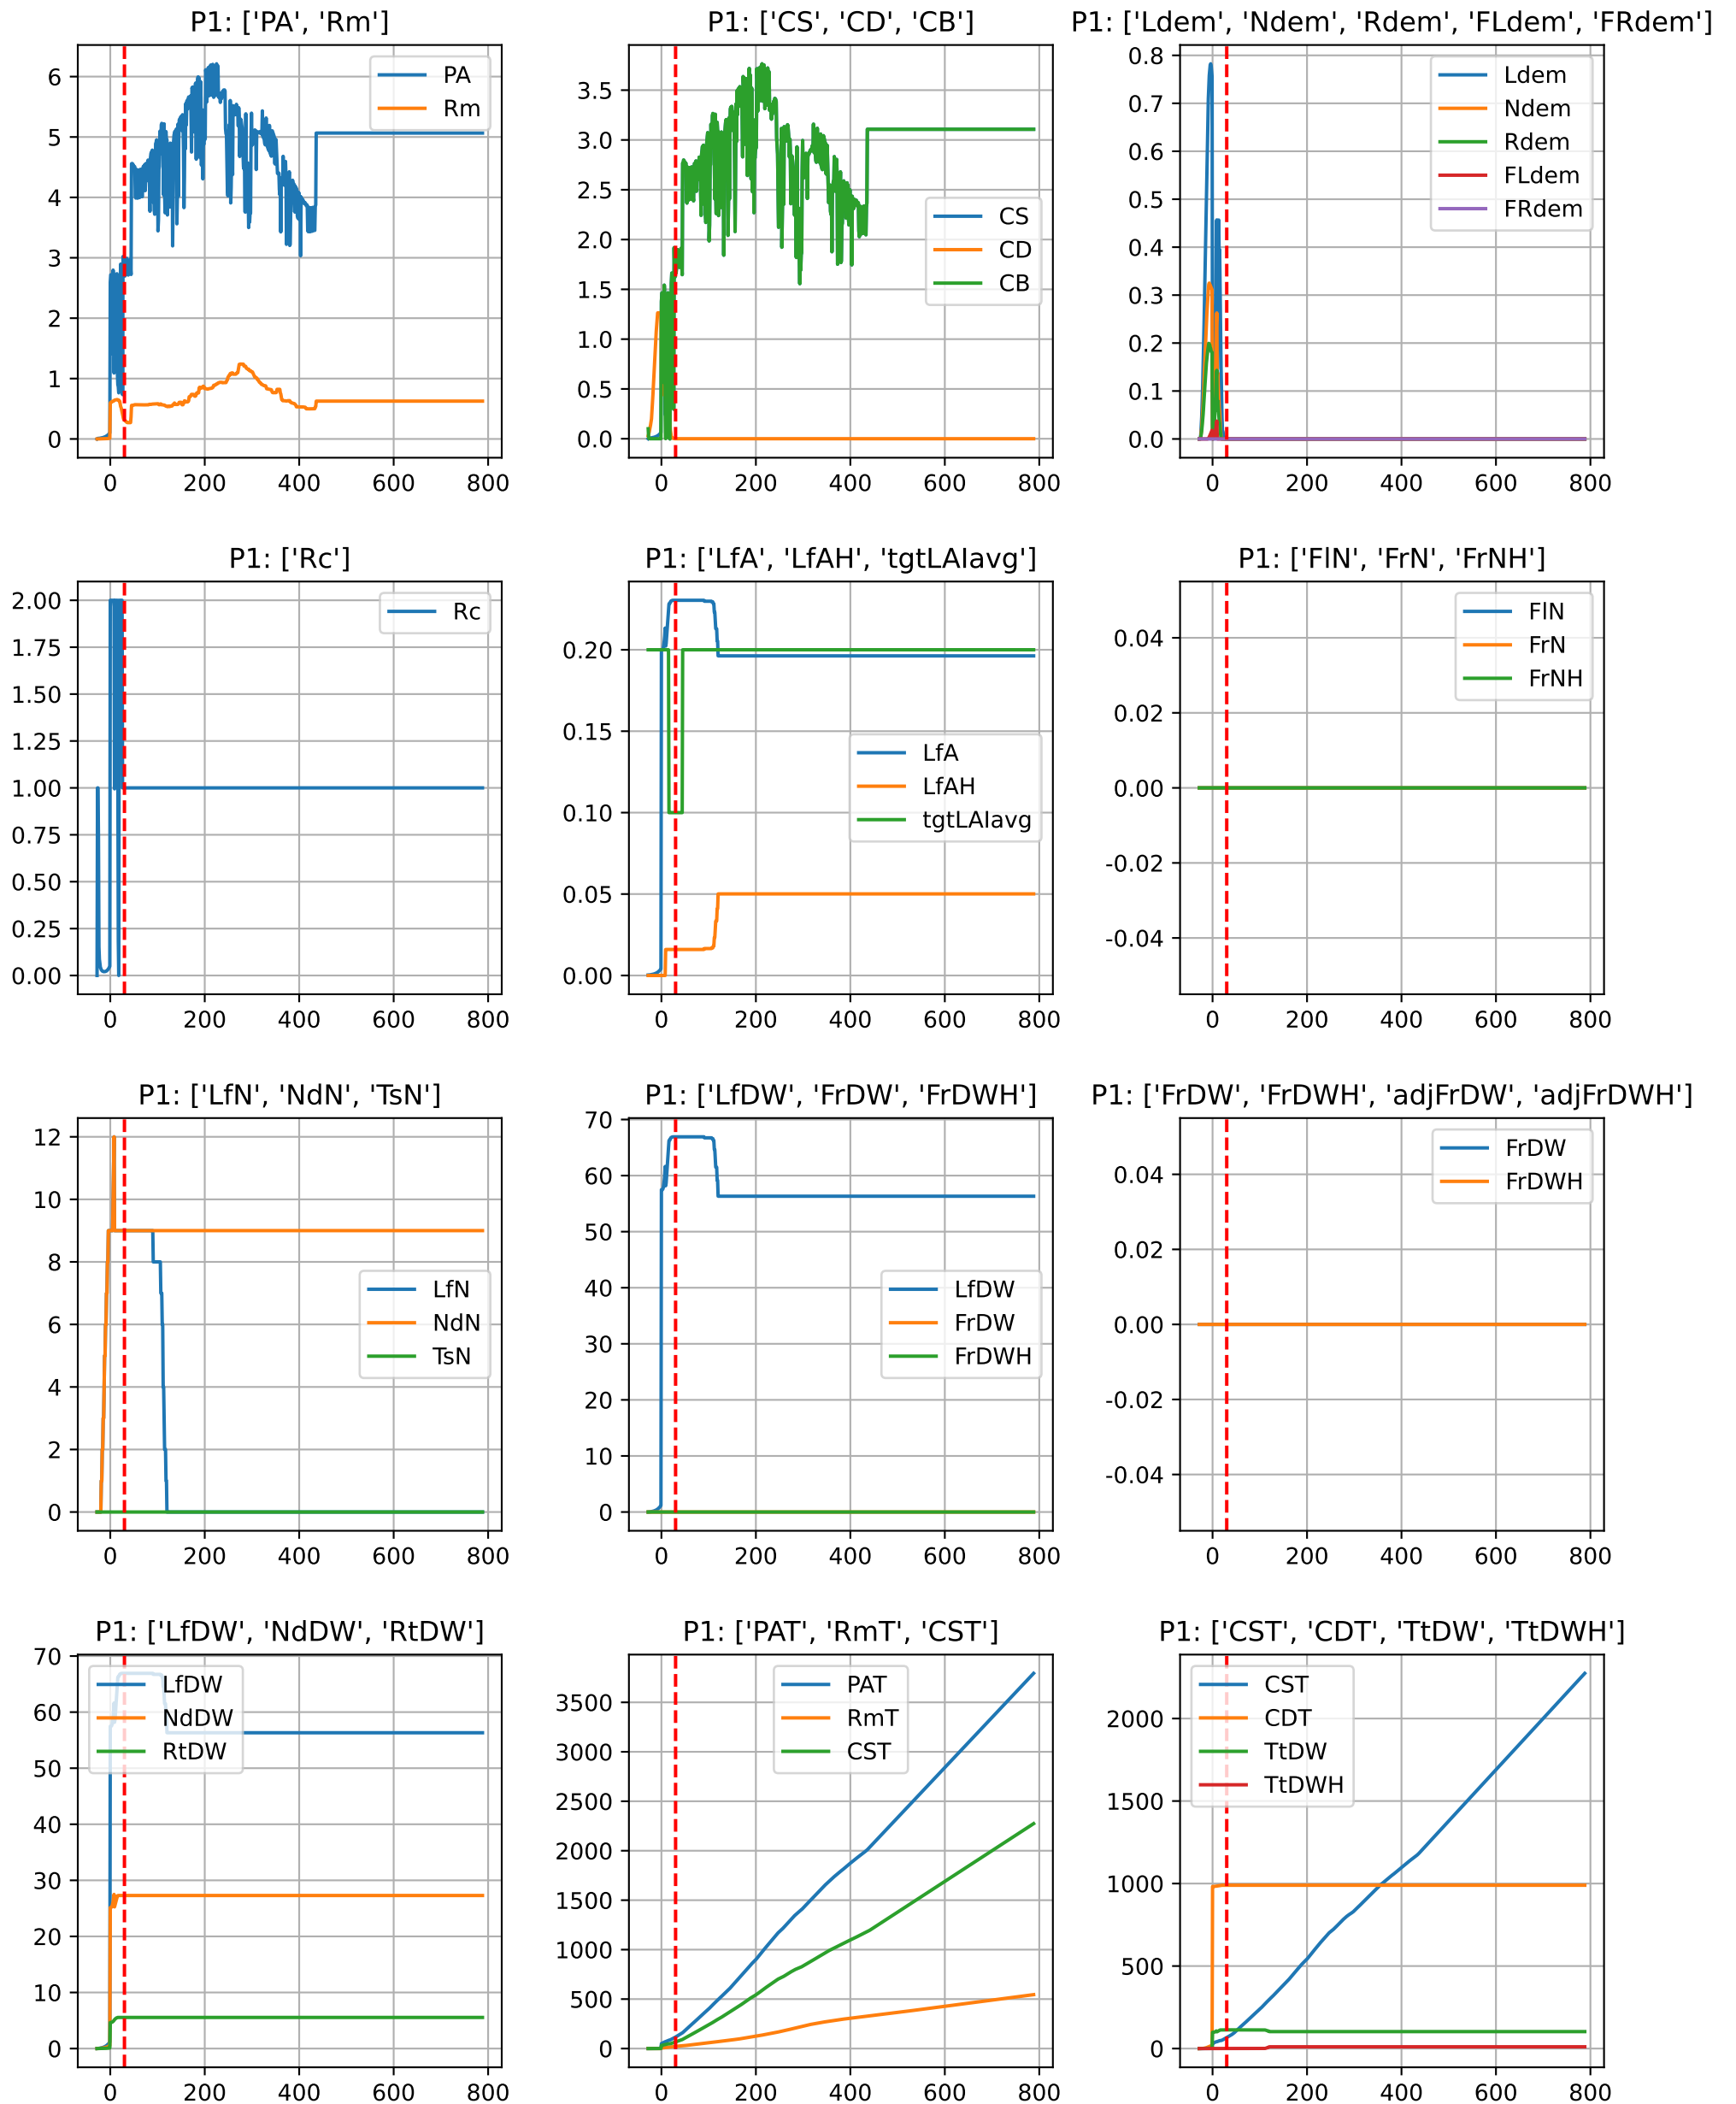 P1: ['PA', 'Rm']
6
5
4
3
2
1
0
PA
Rm
0 200 400 600 800
P1: ['CS', 'CD', 'CB']
3.5
3.0
2.5
2.0
1.5
1.0
0.5
0.0
CS
CD
CB
0 200 400 600 800
P1: ['Ldem', 'Ndem', 'Rdem', 'FLdem', 'FRdem']
0.8
0.7
0.6
0.5
0.4
0.3
0.2
0.1
0.0
Ldem
Ndem
Rdem
FLdem
FRdem
0 200 400 600 800
P1: ['Rc']
2.00
1.75
1.50
1.25
1.00
0.75
0.50
0.25
0.00
Rc
0 200 400 600 800
P1: ['LfA', 'LfAH', 'tgtLAIavg']
0.20
0.15
0.10
0.05
0.00
LfA
LfAH
tgtLAIavg
0 200 400 600 800
P1: ['FlN', 'FrN', 'FrNH']
0.04
0.02
0.00
-0.02
-0.04
FlN
FrN
FrNH
0 200 400 600 800
P1: ['LfN', 'NdN', 'TsN']
12
10
8
6
4
2
0
LfN
NdN
TsN
0 200 400 600 800
P1: ['LfDW', 'FrDW', 'FrDWH']
70
60
50
40
30
20
10
0
LfDW
FrDW
FrDWH
0 200 400 600 800
P1: ['FrDW', 'FrDWH', 'adjFrDW', 'adjFrDWH']
0.04
0.02
0.00
-0.02
-0.04
FrDW
FrDWH
0 200 400 600 800
P1: ['LfDW', 'NdDW', 'RtDW']
70
60
50
40
30
20
10
0
LfDW
NdDW
RtDW
0 200 400 600 800
P1: ['PAT', 'RmT', 'CST']
3500
3000
2500
2000
1500
1000
500
0
PAT
RmT
CST
0 200 400 600 800
P1: ['CST', 'CDT', 'TtDW', 'TtDWH']
2000
1500
1000
500
0
CST
CDT
TtDW
TtDWH
0 200 400 600 800